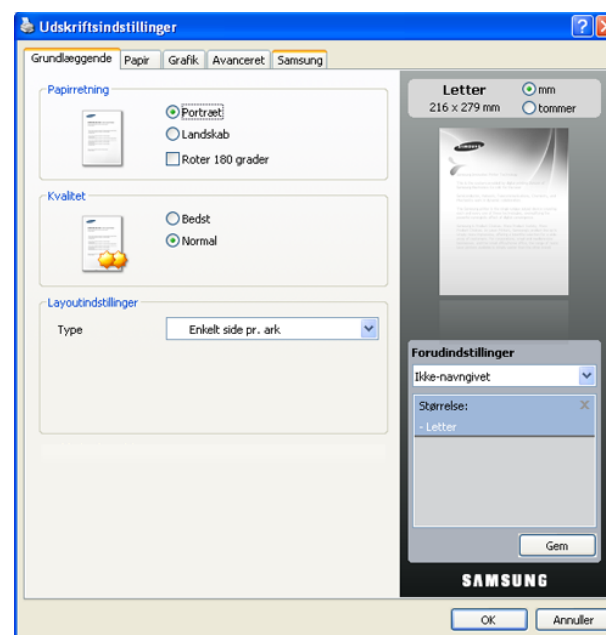 Udskriftsindstillinger
Grundlæggende Papir Grafik Avanceret Samsung
Papirretning
Portræt
Landskab
Roter 180 grader
Kvalitet
Bedst
Normal
Layoutindstillinger
Type Enkelt side pr. ark
Letter
216 x 279 mm
mm
tommer
SAMSUNG
Forudindstillinger
Ikke-navngivet
Størrelse:
- Letter
Gem
SAMSUNG
OK Annuller